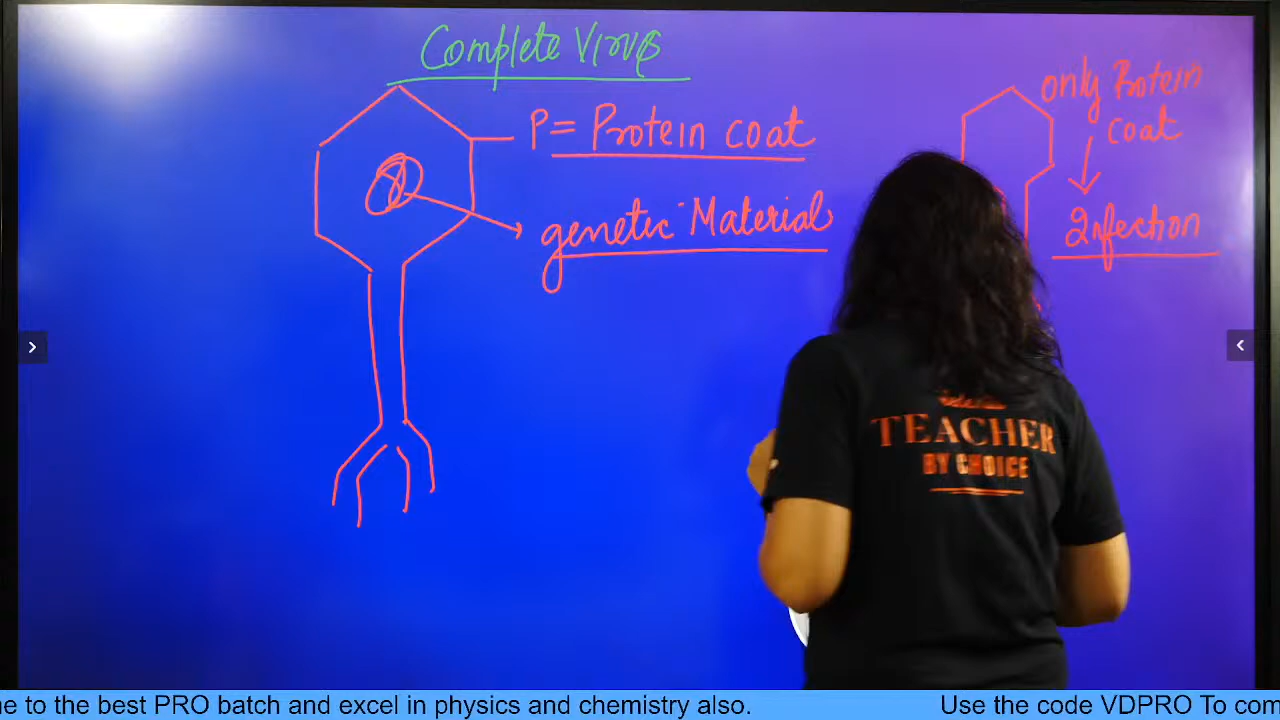 Complete Virus
P = Protein coat
genetic Material
only Protein
coat
Infection
TEACHER
BY CHOICE
ne to the best PRO batch and excel in physics and chemistry also.
Use the code VDPRO To com